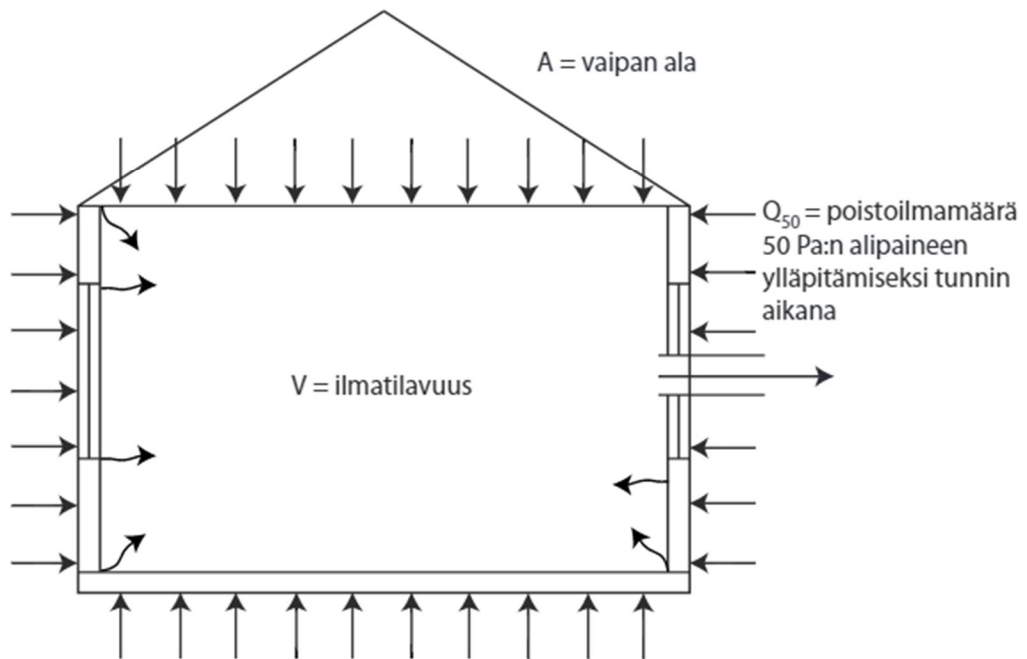 A = vaipan ala
Q50 = poistoilmamäärä
50 Pa:n alipaineen
ylläpitämiseksi tunnin
aikana
V = ilmatilavuus